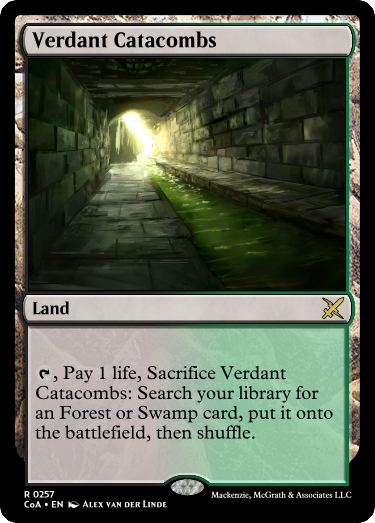 Verdant Catacombs
Land
, Pay 1 life, Sacrifice Verdant
Catacombs: Search your library for
an Forest or Swamp card, put it onto
the battlefield, then shuffle.
R 0257
CoA • EN Alex van der Linde
Mackenzie, McGrath & Associates LLC